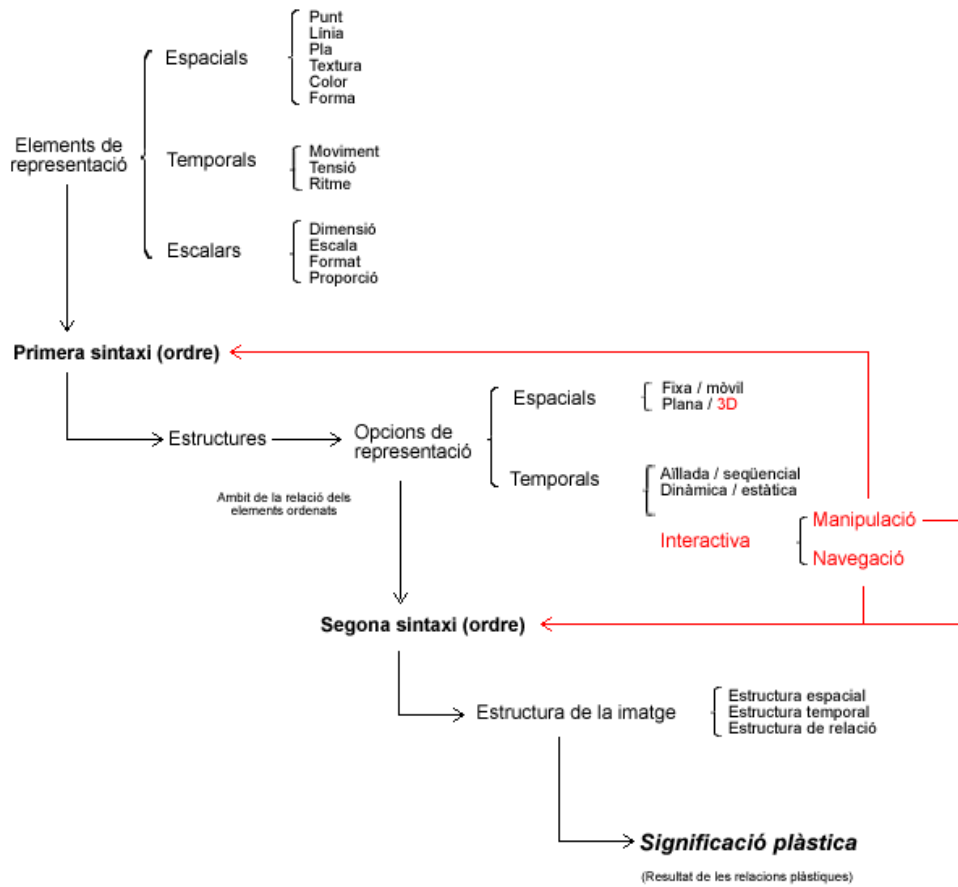 Punt
Línia
Pla
Textura
Color
Forma
Espacials
Elements de
representació
Temporals
Moviment
Tensió
Ritme
Escalars
Dimensió
Escala
Format
Proporció
Primera sintaxi (ordre)
Estructures
Opcions de
representació
Espacials
Fixa / mòvil
Plana / 3D
Temporals
Aïllada / seqüencial
Dinàmica / estàtica
Interactiva
Manipulació
Navegació
Ambit de la relació dels
elements ordenats
Segona sintaxi (ordre)
Estructura de la imatge
Estructura espacial
Estructura temporal
Estructura de relació
Significació plàstica
(Resultat de les relacions plàstiques)